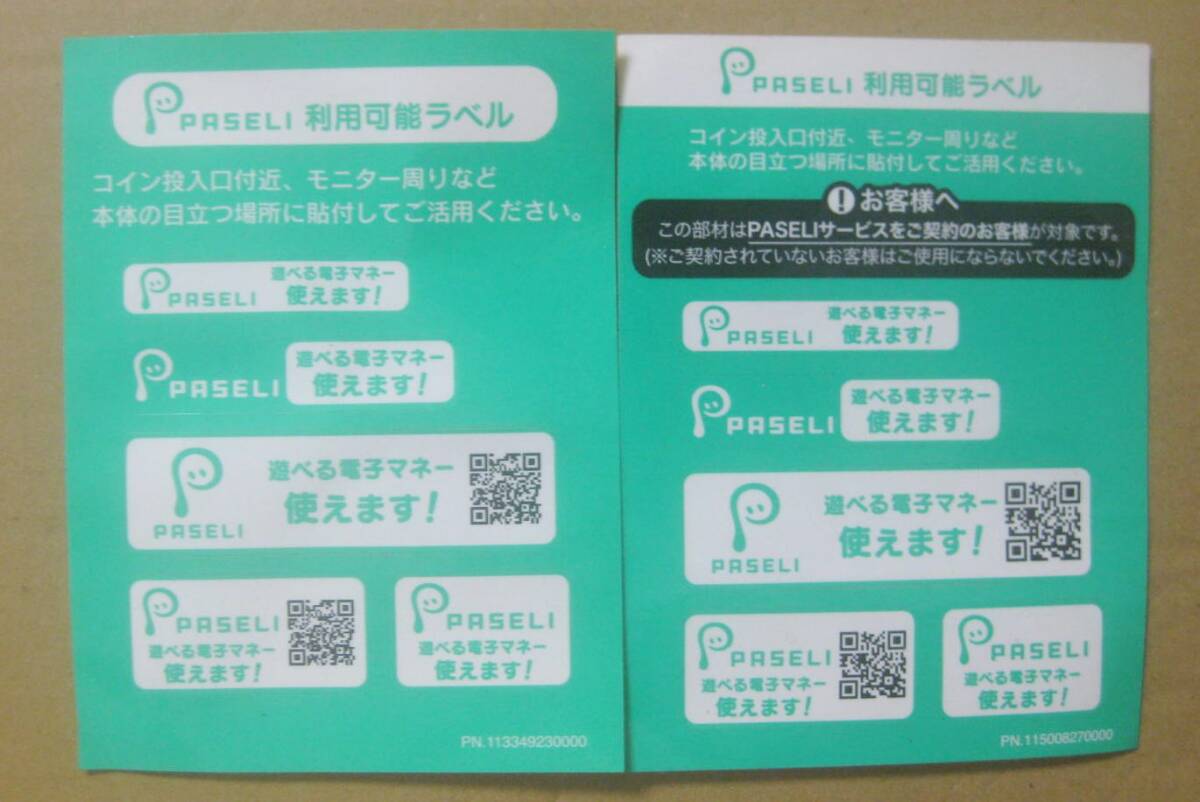 PASELI 利用可能ラベル
コイン投入口付近、モニター周りなど
本体の目立つ場所に貼付してご活用ください。
PASELI 遊べる電子マネー
使えます!
PASELI 遊べる電子マネー
使えます!
PASELI 遊べる電子マネー
使えます!
PASELI
遊べる電子マネー
使えます!
PASELI
遊べる電子マネー
使えます!
PN.113349230000
PASELI 利用可能ラベル
コイン投入口付近、モニター周りなど
本体の目立つ場所に貼付してご活用ください。
お客様へ
この部材はPASELIサービスをご契約のお客様が対象です。
(※ご契約されていないお客様はご使用にならないでください。)
PASELI 遊べる電子マネー
使えます!
PASELI 遊べる電子マネー
使えます!
PASELI 遊べる電子マネー
使えます!
PASELI
遊べる電子マネー
使えます!
PASELI
遊べる電子マネー
使えます!
PN.115008270000